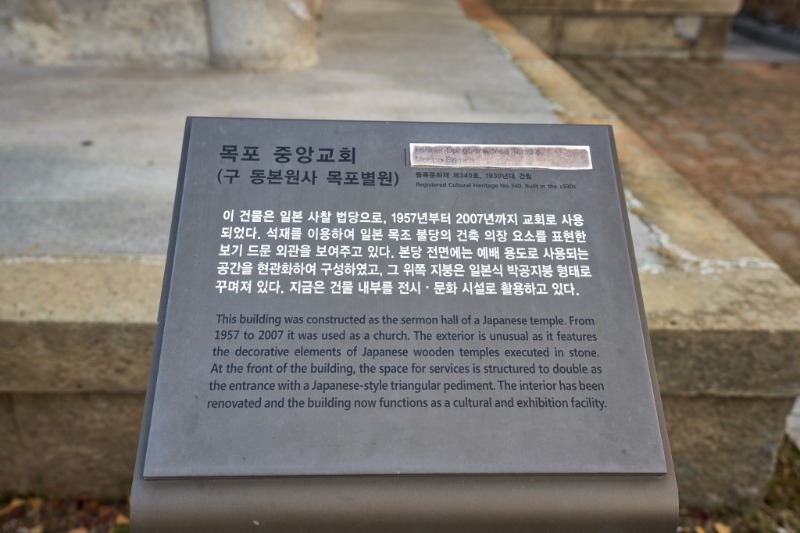 목포 중앙교회
(구 동본원사 목포별원)
등록문화재 제340호, 1930년대 건립
Registered Cultural Heritage No.340, Built in the 1930s
이 건물은 일본 사찰 법당으로, 1957년부터 2007년까지 교회로 사용
되었다. 석재를 이용하여 일본 목조 불당의 건축 의장 요소를 표현한
보기 드문 외관을 보여주고 있다. 본당 전면에는 예배 용도로 사용되는
공간을 현관화하여 구성하였고, 그 위쪽 지붕은 일본식 박공지붕 형태로
꾸며져 있다. 지금은 건물 내부를 전시 · 문화 시설로 활용하고 있다.
This building was constructed as the sermon hall of a Japanese temple. From
1957 to 2007 it was used as a church. The exterior is unusual as it features
the decorative elements of Japanese wooden temples executed in stone.
At the front of the building, the space for services is structured to double as
the entrance with a Japanese-style triangular pediment. The interior has been
renovated and the building now functions as a cultural and exhibition facility.